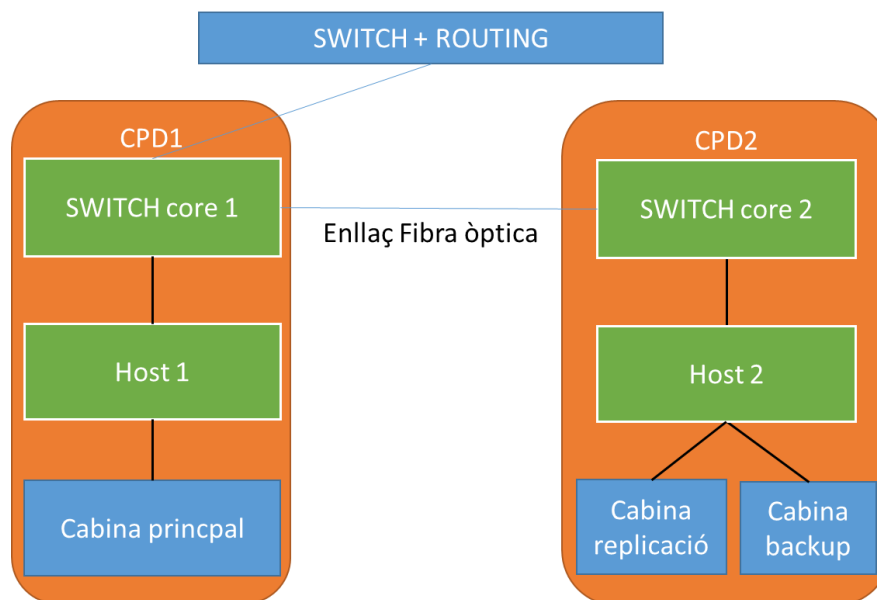 SWITCH + ROUTING
CPD1
CPD2
SWITCH core 1
SWITCH core 2
Enllaç Fibra òptica
Host 1
Host 2
Cabina princpal
Cabina
replicació
Cabina
backup